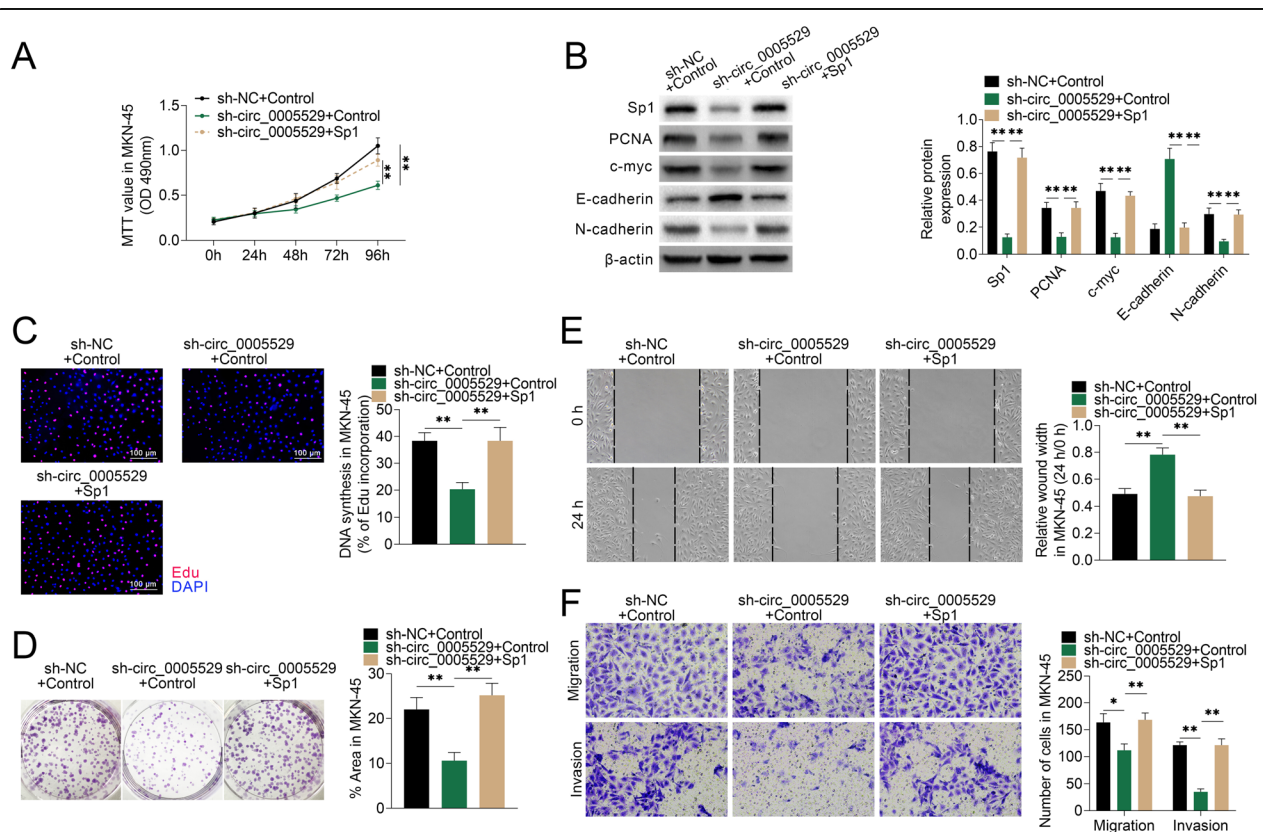 A
sh-NC+Control
sh-circ_0005529+Control
sh-circ_0005529+Sp1
MTT value in MKN-45
(OD 490nm)
1.5
1.0
0.5
0.0
0h 24h 48h 72h 96h
**
**
B
sh-NC
+Control
sh-circ_0005529
+Control
sh-circ_0005529
+Sp1
Sp1
PCNA
c-myc
E-cadherin
N-cadherin
β-actin
sh-NC+Control
sh-circ_0005529+Control
sh-circ_0005529+Sp1
Relative protein
expression
1.0
0.8
0.6
0.4
0.2
0.0
** **
** **
** **
** **
** **
Sp1
PCNA
c-myc
E-cadherin
N-cadherin
C
sh-NC
+Control
sh-circ_0005529
+Control
100 μm
100 μm
sh-circ_0005529
+Sp1
100 μm
Edu
DAPI
sh-NC+Control
sh-circ_0005529+Control
sh-circ_0005529+Sp1
DNA synthesis in MKN-45
(% of Edu incorporation)
50
40
30
20
10
0
** **
D
sh-NC
+Control
sh-circ_0005529
+Control
sh-circ_0005529
+Sp1
sh-NC+Control
sh-circ_0005529+Control
sh-circ_0005529+Sp1
% Area in MKN-45
30
20
10
0
** **
E
sh-NC
+Control
sh-circ_0005529
+Control
sh-circ_0005529
+Sp1
0 h
24 h
sh-NC+Control
sh-circ_0005529+Control
sh-circ_0005529+Sp1
Relative wound width
in MKN-45 (24 h/0 h)
1.0
0.8
0.6
0.4
0.2
0.0
** **
F
sh-NC
+Control
sh-circ_0005529
+Control
sh-circ_0005529
+Sp1
Migration
Invasion
sh-NC+Control
sh-circ_0005529+Control
sh-circ_0005529+Sp1
Number of cells in MKN-45
250
200
150
100
50
0
* **
** **
Migration Invasion